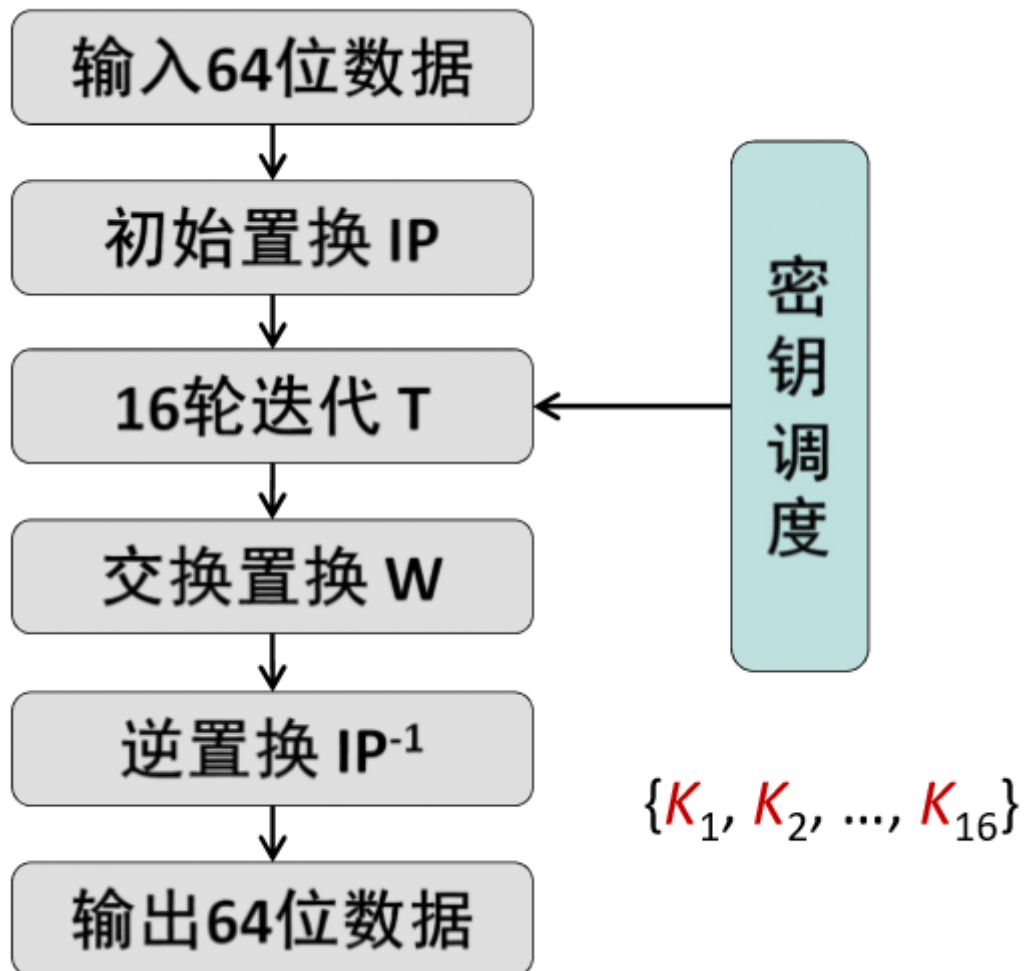 输入64位数据
初始置换 IP
16轮迭代 T
交换置换 W
逆置换 IP⁻¹
输出64位数据
密
钥
调
度
{K₁, K₂, ..., K₁₆}